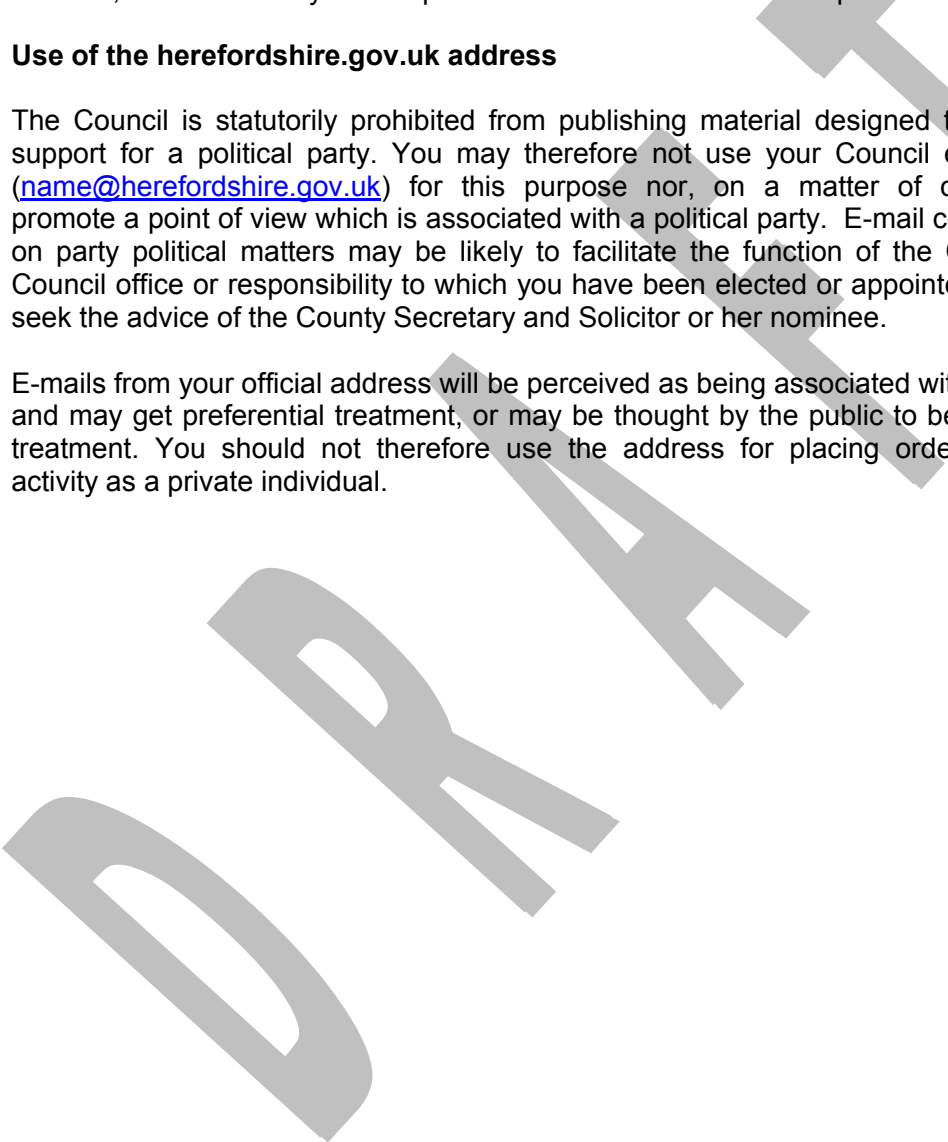 Use of the herefordshire.gov.uk address
The Council is statutorily prohibited from publishing material designed
support for a political party. You may therefore not use your Council
(name@herefordshire.gov.uk) for this purpose nor, on a matter of
promote a point of view which is associated with a political party. E-mail
on party political matters may be likely to facilitate the function of the
Council office or responsibility to which you have been elected or
seek the advice of the County Secretary and Solicitor or her nominee.
E-mails from your official address will be perceived as being associated
and may get preferential treatment, or may be thought by the public to
treatment. You should not therefore use the address for placing
activity as a private individual.
DRAFT